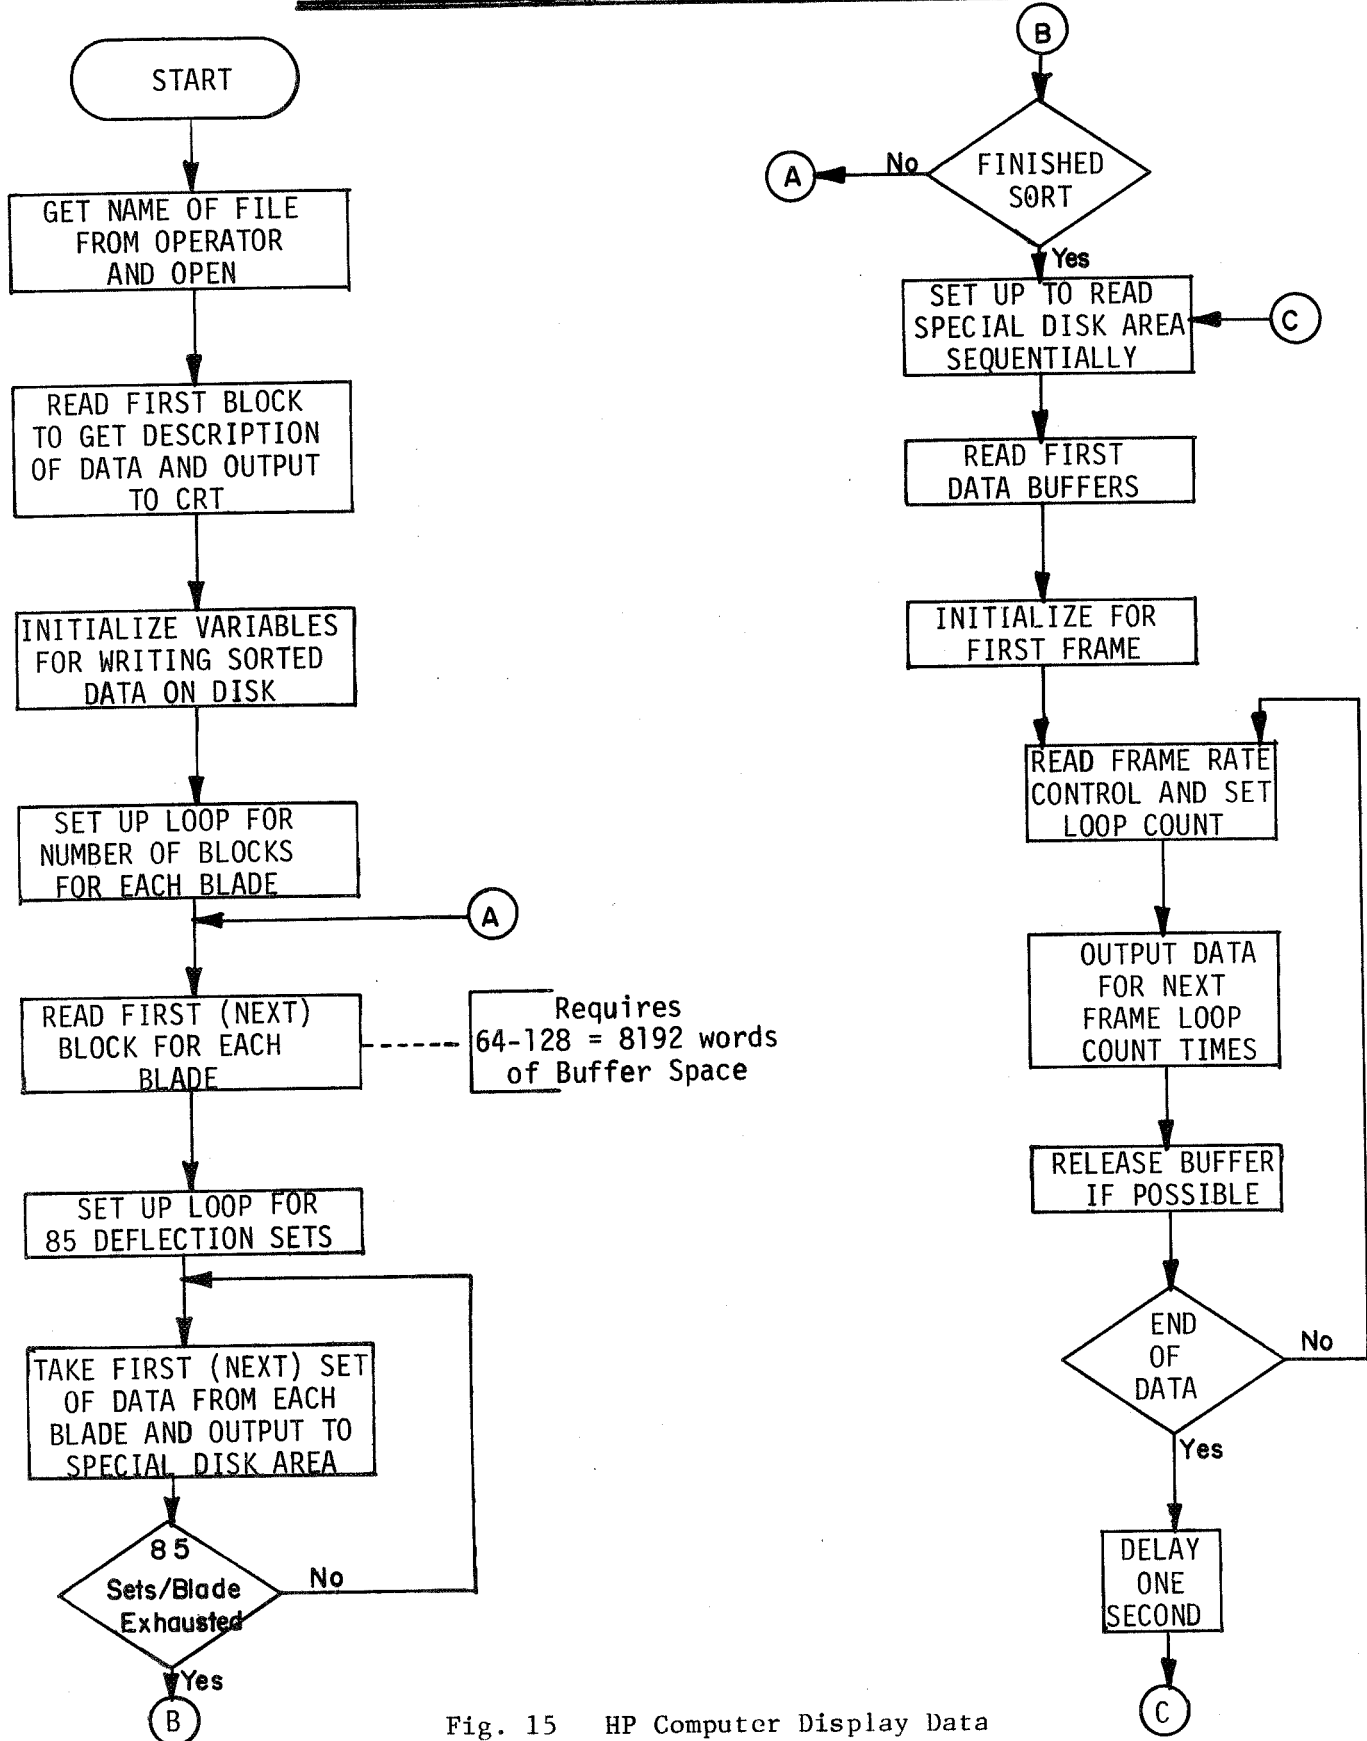 START
GET NAME OF FILE
FROM OPERATOR
AND OPEN
READ FIRST BLOCK
TO GET DESCRIPTION
OF DATA AND OUTPUT
TO CRT
INITIALIZE VARIABLES
FOR WRITING SORTED
DATA ON DISK
SET UP LOOP FOR
NUMBER OF BLOCKS
FOR EACH BLADE
A
READ FIRST (NEXT)
BLOCK FOR EACH
BLADE
Requires
64-128 = 8192 words
of Buffer Space
SET UP LOOP FOR
85 DEFLECTION SETS
TAKE FIRST (NEXT) SET
OF DATA FROM EACH
BLADE AND OUTPUT TO
SPECIAL DISK AREA
85
Sets/Blade
Exhausted
No
Yes
B
B
FINISHED
SORT
No
A
Yes
SET UP TO READ
SPECIAL DISK AREA
SEQUENTIALLY
C
READ FIRST
DATA BUFFERS
INITIALIZE FOR
FIRST FRAME
READ FRAME RATE
CONTROL AND SET
LOOP COUNT
OUTPUT DATA
FOR NEXT
FRAME LOOP
COUNT TIMES
RELEASE BUFFER
IF POSSIBLE
END
OF
DATA
No
Yes
DELAY
ONE
SECOND
C
Fig. 15 HP Computer Display Data